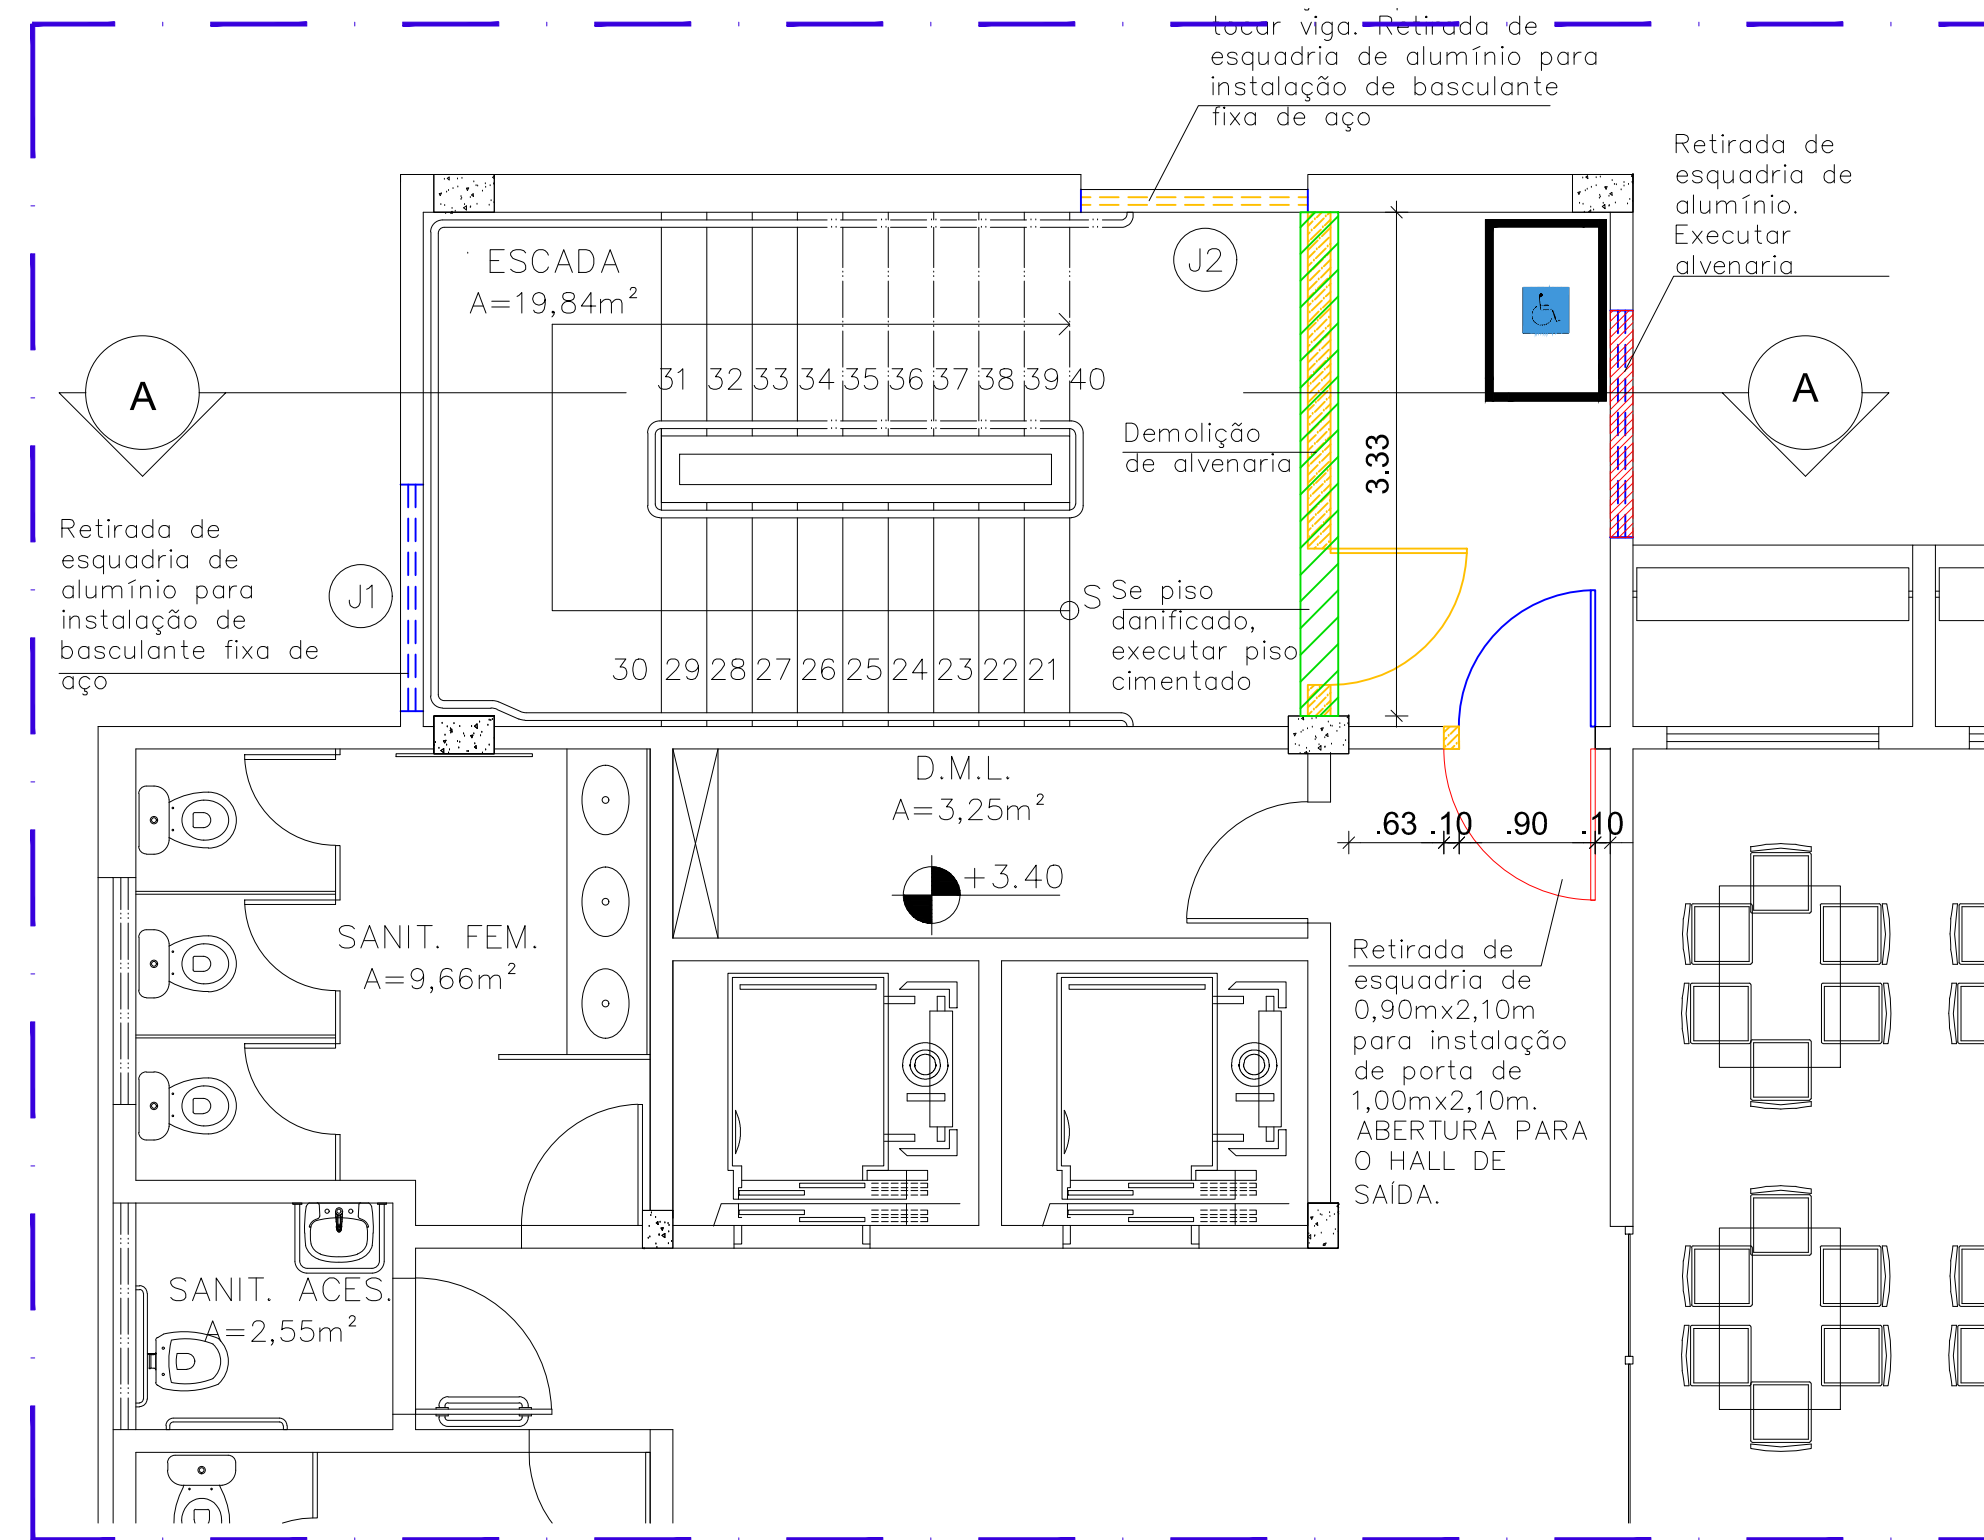 tocar viga. Retirada de
esquadria de alumínio para
instalação de basculante
fixa de aço
Retirada de
esquadria de
alumínio.
Executar
alvenaria
ESCADA
A=19,84m²
J2
A
A
31 32 33 34 35 36 37 38 39 40
Demolição
de alvenaria
3.33
Retirada de
esquadria de
alumínio para
instalação de
basculante fixa de
aço
J1
S
Se piso
danificado,
executar piso
cimentado
30 29 28 27 26 25 24 23 22 21
D.M.L.
A=3,25m²
+3.40
.63 .10 .90 .10
SANIT. FEM.
A=9,66m²
Retirada de
esquadria de
0,90mx2,10m
para instalação
de porta de
1,00mx2,10m.
ABERTURA PARA
O HALL DE
SAÍDA.
SANIT. ACES.
A=2,55m²